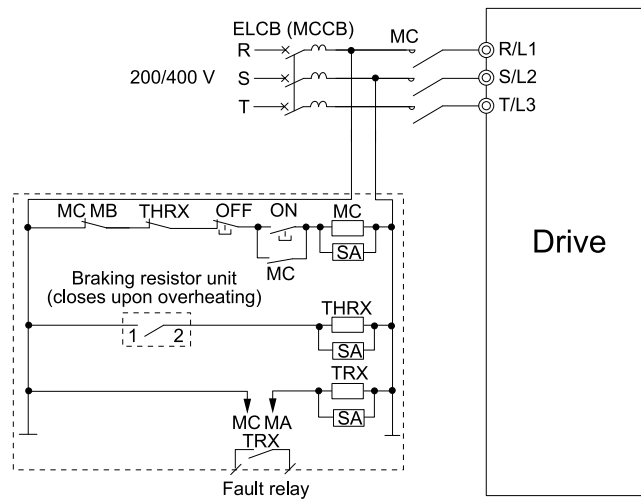 ELCB (MCCB)
MC
R
R/L1
200/400 V
S
S/L2
T
T/L3
MC MB THRX OFF ON MC
SA
MC
Drive
Braking resistor unit
(closes upon overheating)
THRX
1 2
SA
TRX
SA
MC MA
TRX
Fault relay